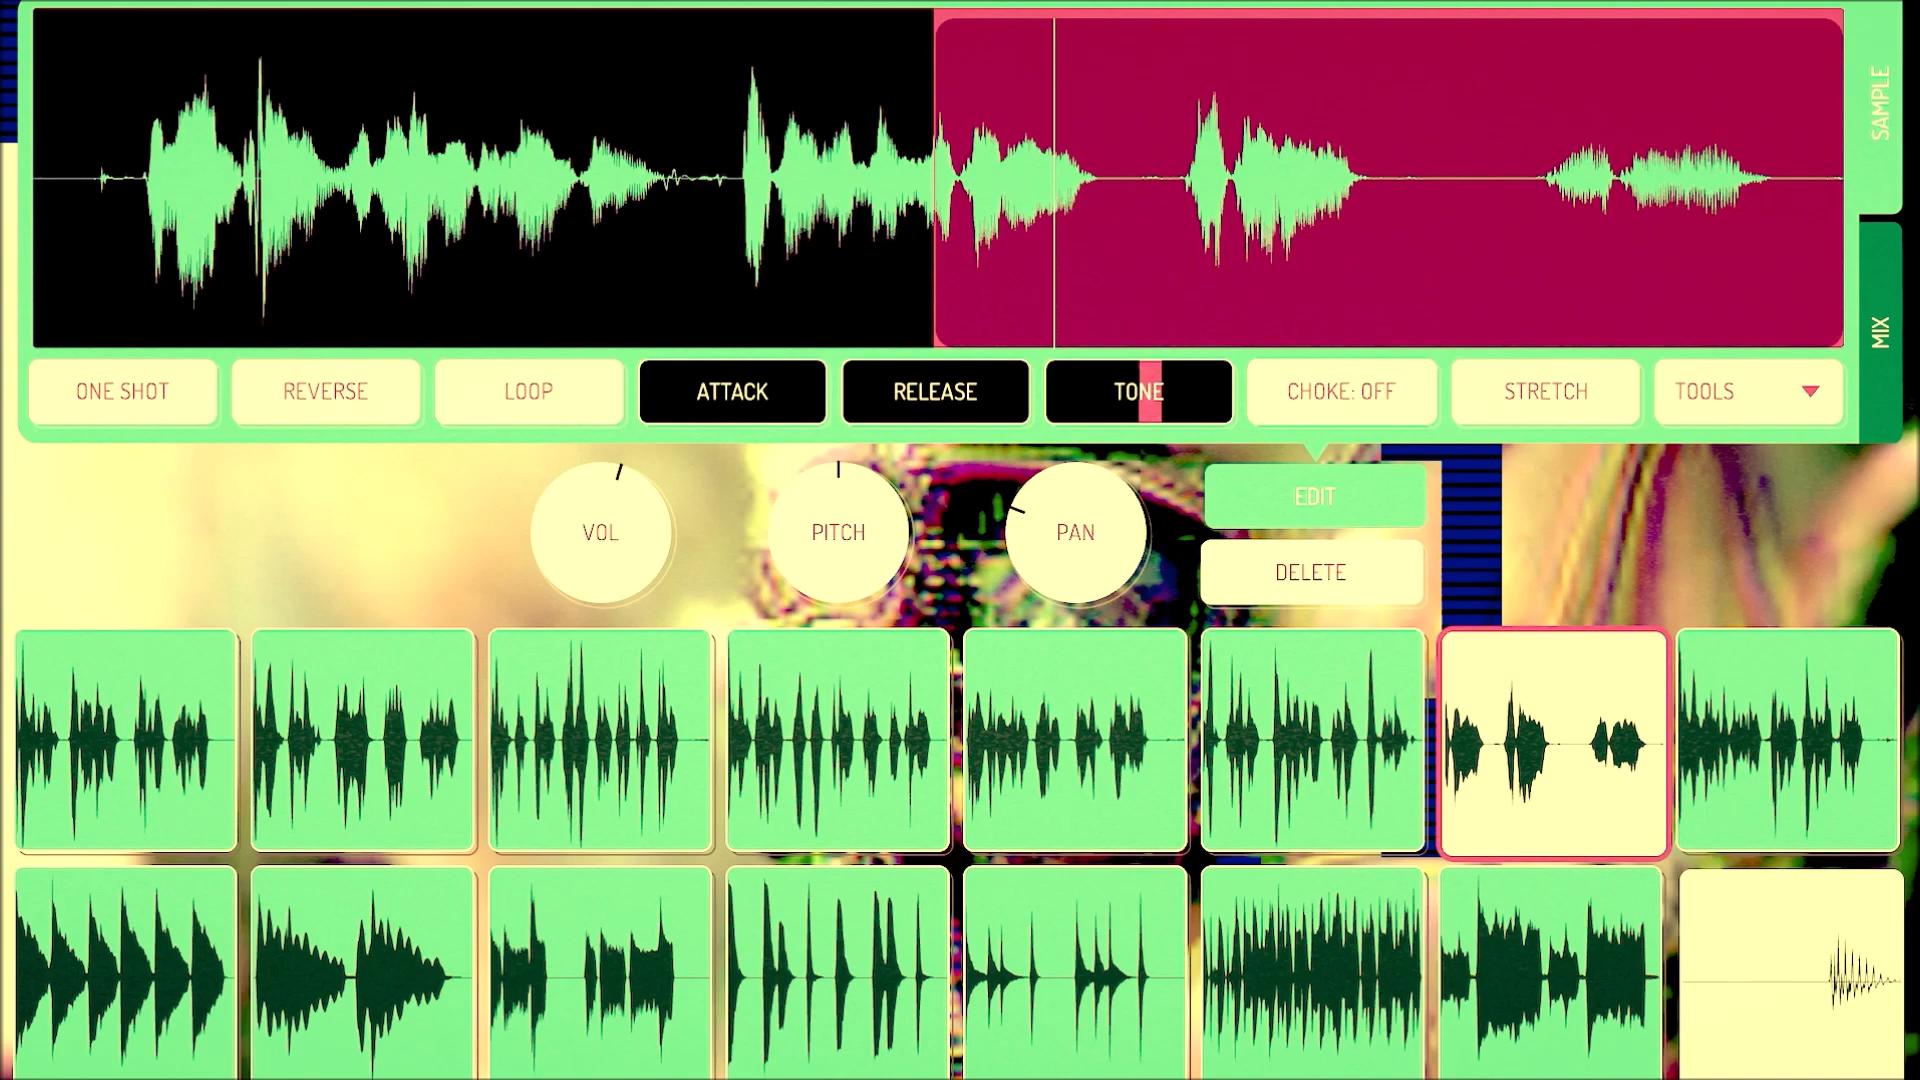 SAMPLE
MIX
ONE SHOT
REVERSE
LOOP
ATTACK
RELEASE
TONE
CHOKE: OFF
STRETCH
TOOLS
VOL
PITCH
PAN
EDIT
DELETE